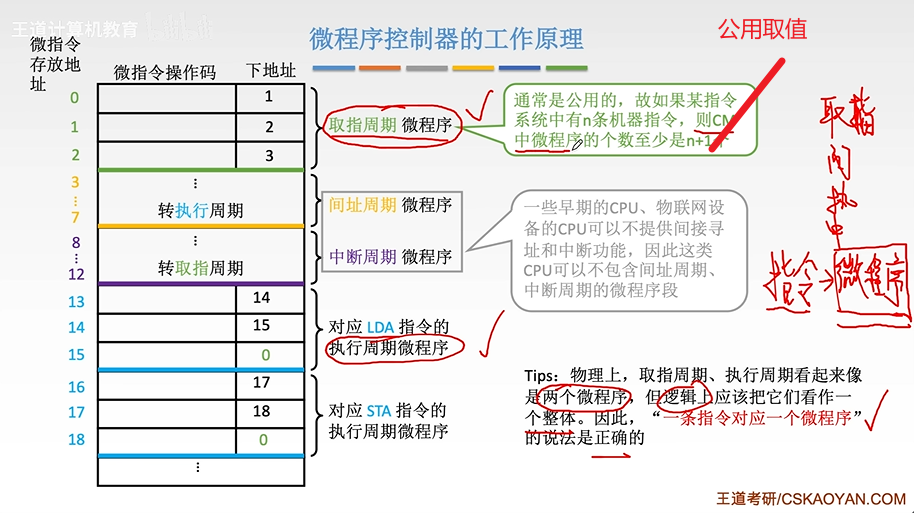 王道计算机教育
微程序控制器的工作原理
公用取值
微指令
存放地
址
微指令操作码
下地址
0
1
1
2
2
3
取指周期 微程序
通常是公用的，故如果某指令
系统中有n条机器指令，则CM
中微程序的个数至少是n+1个
取指
间
执
中
指令
微程序
3
⋮
7
⋮
转执行周期
间址周期 微程序
8
⋮
12
⋮
转取指周期
中断周期 微程序
一些早期的CPU、物联网设
备的CPU可以不提供间接寻
址和中断功能，因此这类
CPU可以不包含间址周期、
中断周期的微程序段
13
14
14
15
15
0
对应 LDA 指令的
执行周期微程序
16
17
17
18
18
0
对应 STA 指令的
执行周期微程序
⋮
Tips：物理上，取指周期、执行周期看起来像
是两个微程序，但逻辑上应该把它们看作一
个整体。因此，“一条指令对应一个微程序”
的说法是正确的
王道考研/CSKAOYAN.COM